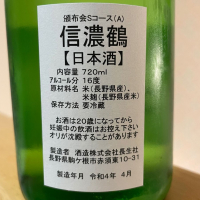 頒布会Sコース(A)
信濃鶴
【日本酒】
内容量 720ml
アルコール分 16度
原材料名 米(長野県産)、
米麹(長野県産米)
保存方法 要冷蔵
お酒は20歳になってから
妊娠中の飲酒はお控え下さい
オリが沈殿することがあります
製造者 酒造株式会社長生社
長野県駒ケ根市赤須東10-31
製造年月 令和4年 4月